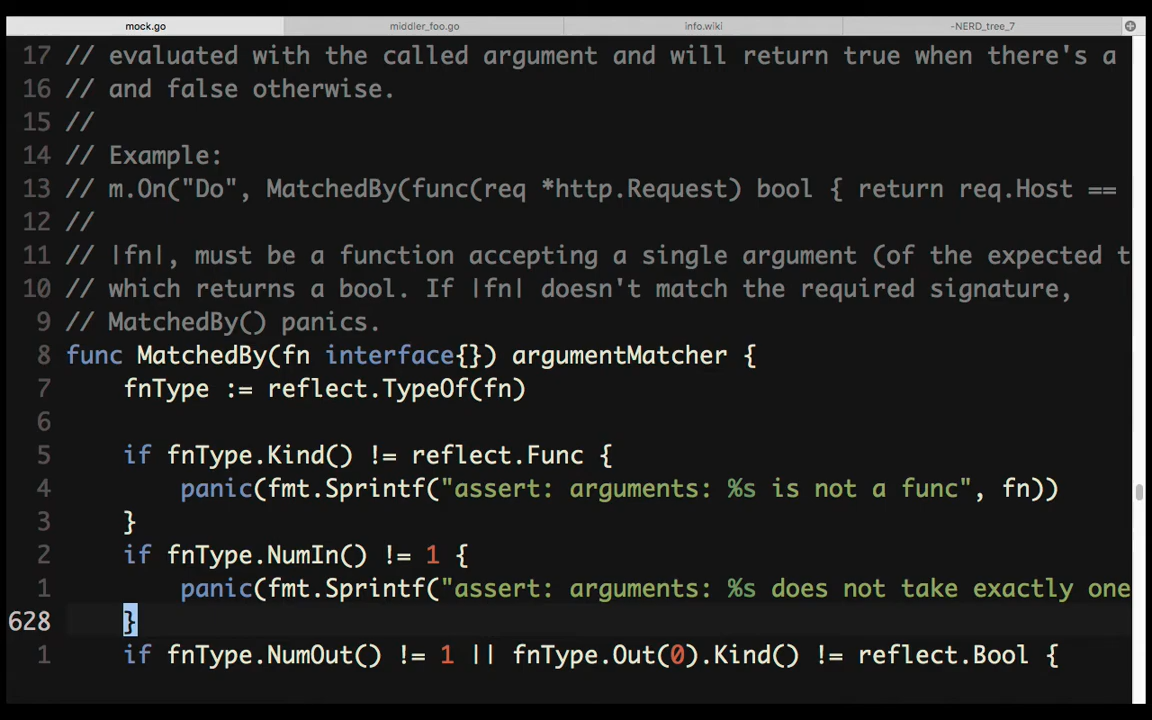 mock.go middler_foo.go info.wiki -NERD_tree_7
17 // evaluated with the called argument and will return true when there's a
16 // and false otherwise.
15 //
14 // Example:
13 // m.On("Do", MatchedBy(func(req *http.Request) bool { return req.Host ==
12 //
11 // |fn|, must be a function accepting a single argument (of the expected t
10 // which returns a bool. If |fn| doesn't match the required signature,
9 // MatchedBy() panics.
8 func MatchedBy(fn interface{}) argumentMatcher {
7 fnType := reflect.TypeOf(fn)
6
5 if fnType.Kind() != reflect.Func {
4 panic(fmt.Sprintf("assert: arguments: %s is not a func", fn))
3 }
2 if fnType.NumIn() != 1 {
1 panic(fmt.Sprintf("assert: arguments: %s does not take exactly one
628 }
1 if fnType.NumOut() != 1 || fnType.Out(0).Kind() != reflect.Bool {